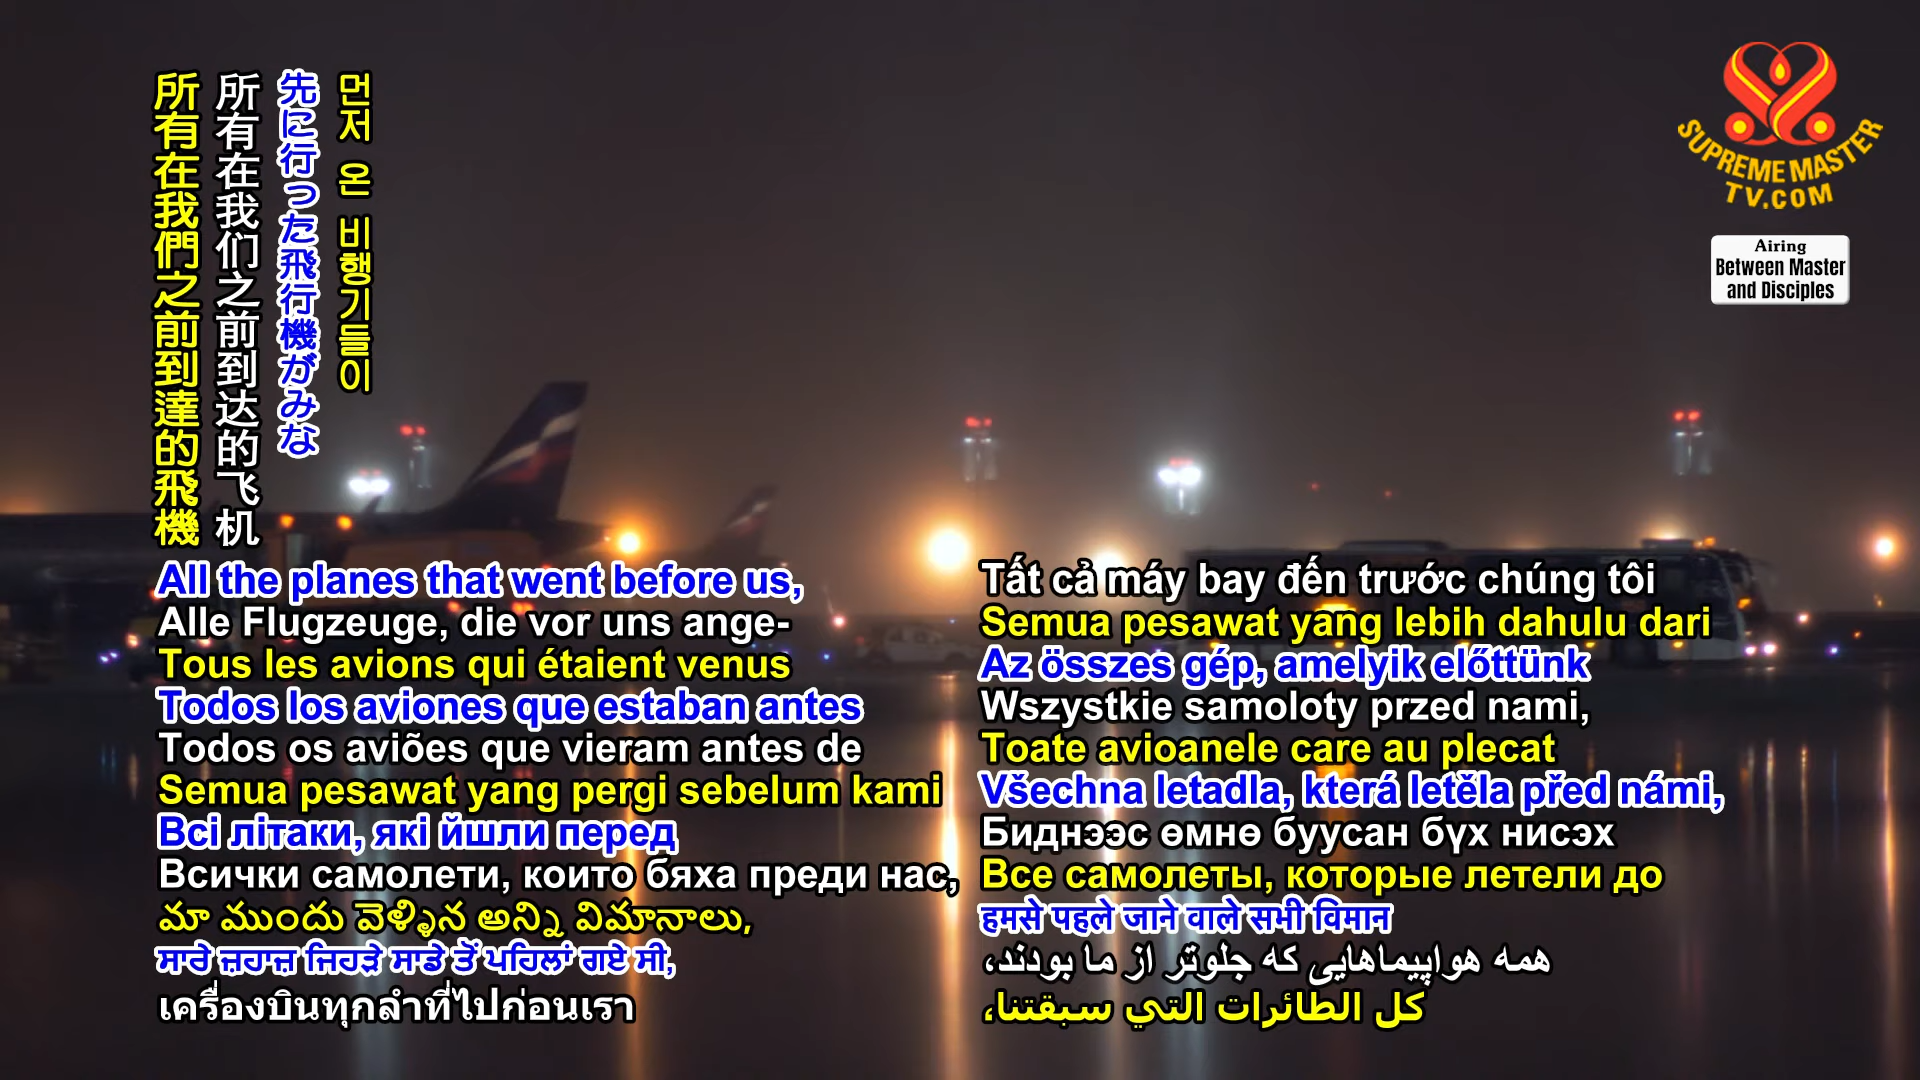 所有在我們之前到達的飛機
所有在我们之前到达的飞机
先に行った飛行機がみな
먼저 온 비행기들이
SUPREME MASTER
TV.COM
Airing
Between Master
and Disciples
All the planes that went before us,
Alle Flugzeuge, die vor uns ange-
Tous les avions qui étaient venus
Todos los aviones que estaban antes
Todos os aviões que vieram antes de
Semua pesawat yang pergi sebelum kami
Всі літаки, які йшли перед
Всички самолети, които бяха преди нас,
మా ముందు వెళ్ళిన అన్ని విమానాలు,
ਸਾਰੇ ਜ਼ਹਾਜ਼ ਜਿਹੜੇ ਸਾਡੇ ਤੋਂ ਪਹਿਲਾਂ ਗਏ ਸੀ,
เครื่องบินทุกลำที่ไปก่อนเรา
Tất cả máy bay đến trước chúng tôi
Semua pesawat yang lebih dahulu dari
Az összes gép, amelyik előttünk
Wszystkie samoloty przed nami,
Toate avioanele care au plecat
Všechna letadla, která letěla před námi,
Биднээс өмнө буусан бүх нисэх
Все самолеты, которые летели до
हमसे पहले जाने वाले सभी विमान
همه هواپیماهایی که جلوتر از ما بودند،
كل الطائرات التي سبقتنا،